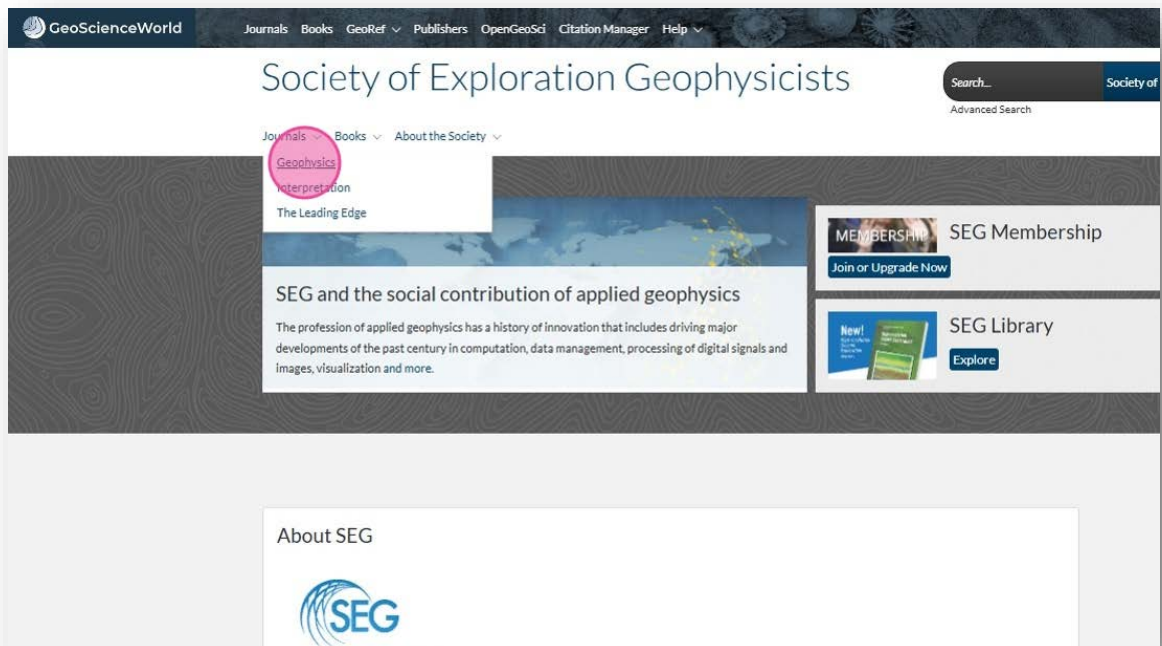 GeoScienceWorld
Journals Books GeoRef Publishers OpenGeoSci Citation Manager Help
Society of Exploration Geophysicists
Search...
Society of
Advanced Search
Journals Books About the Society
Geophysics
Interpretation
The Leading Edge
MEMBERSHIP
SEG Membership
Join or Upgrade Now
SEG and the social contribution of applied geophysics
The profession of applied geophysics has a history of innovation that includes driving major
developments of the past century in computation, data management, processing of digital signals and
images, visualization and more.
New!
SEG Library
Explore
About SEG
SEG